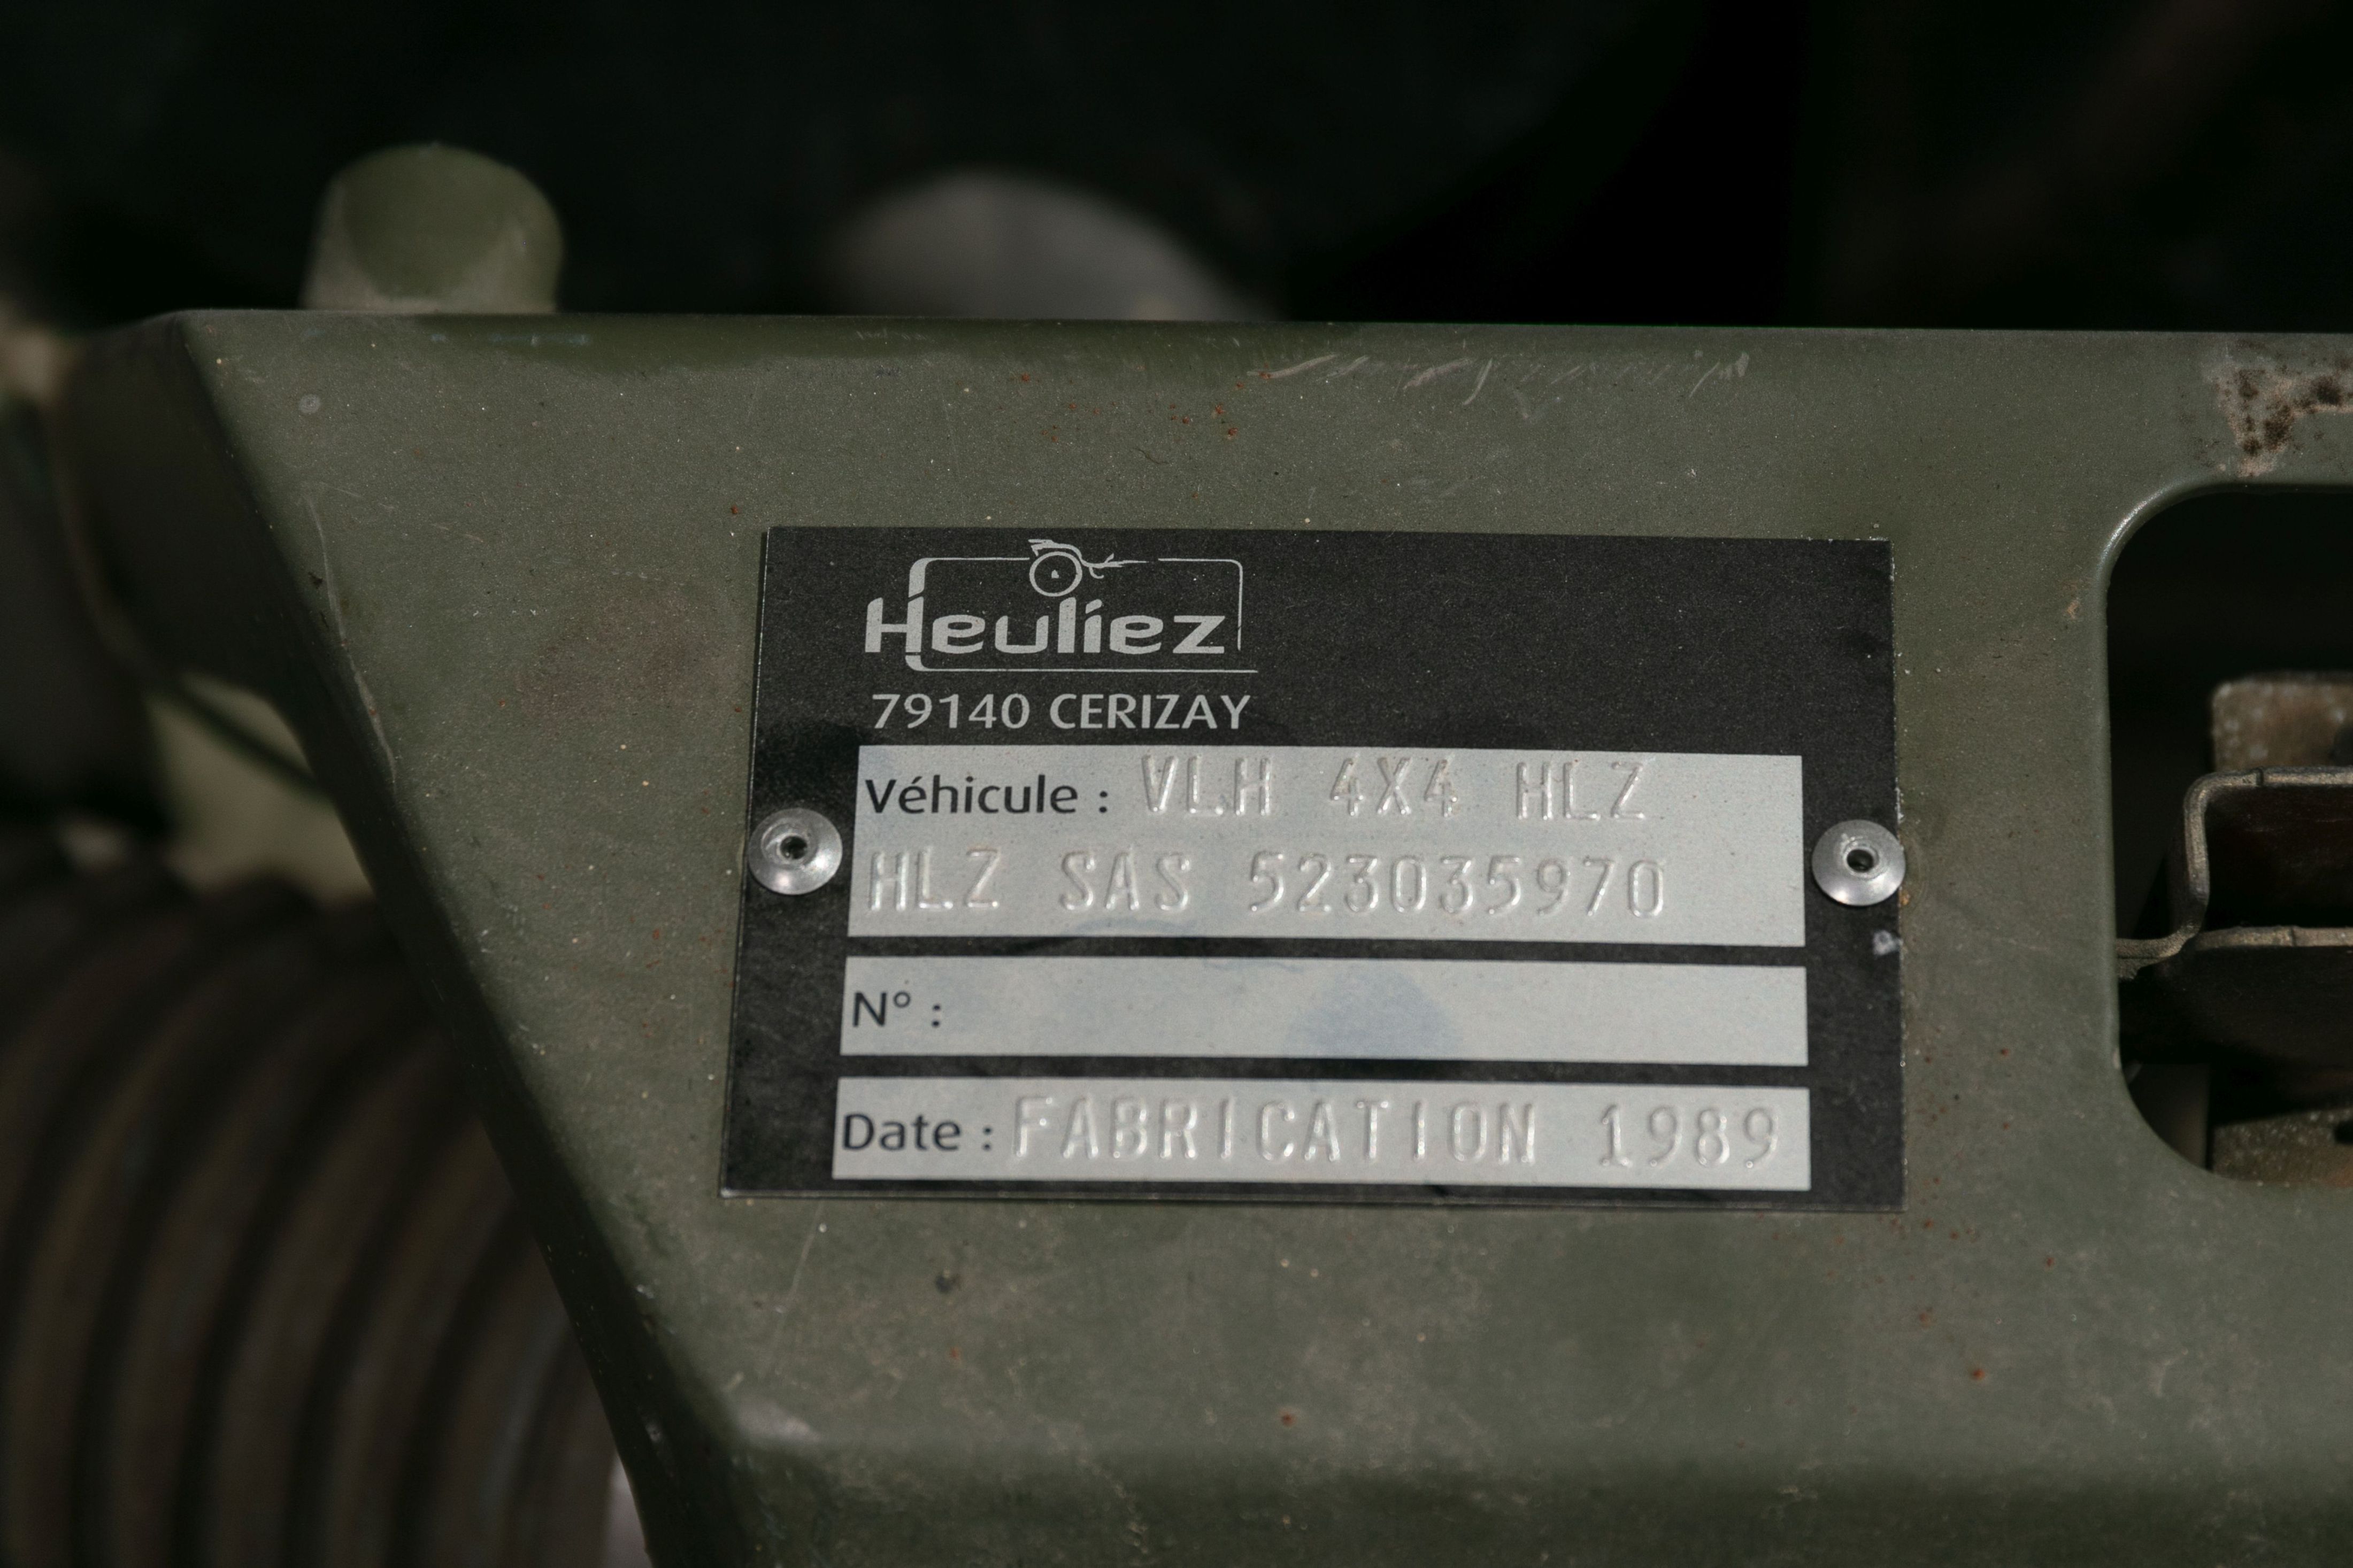 Heuliez
79140 CERIZAY
Véhicule : VLH 4X4 HLZ
HLZ SAS 523035970
N° :
Date : FABRICATION 1989